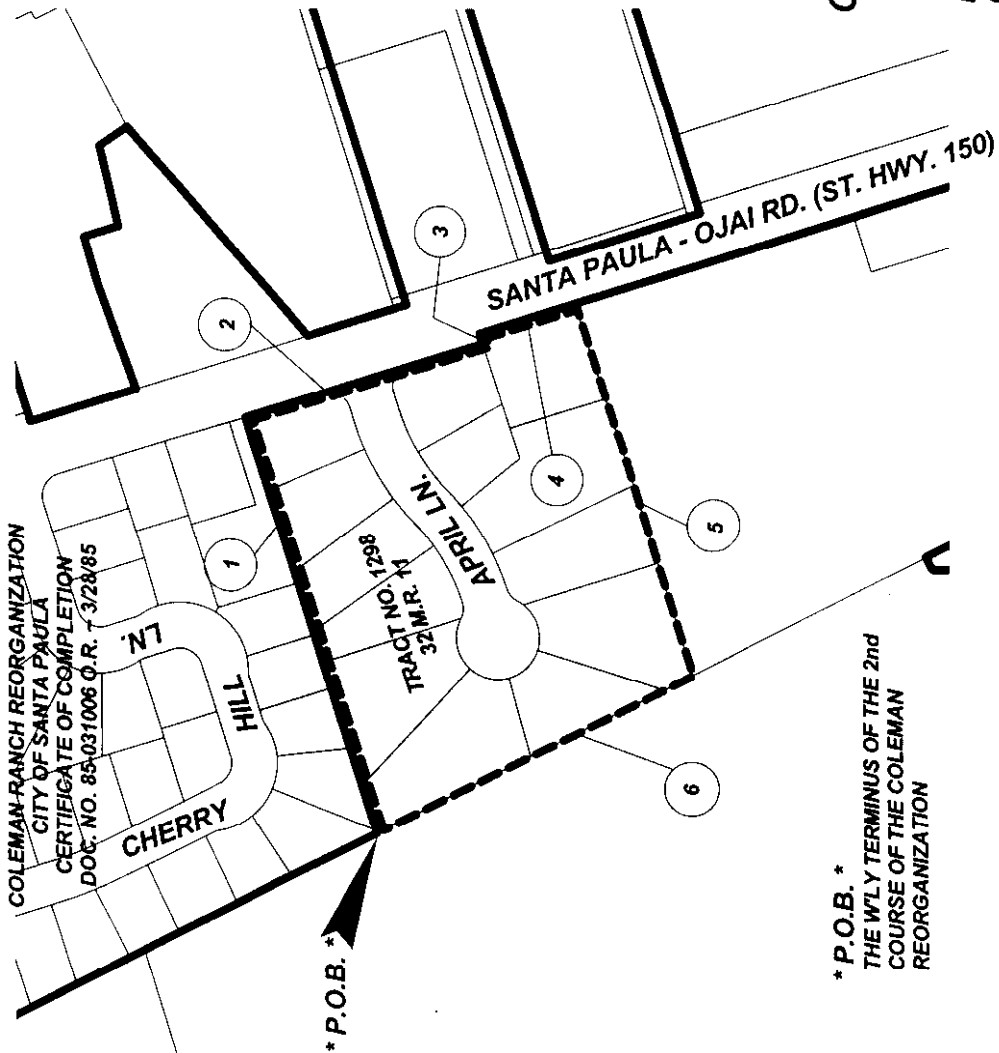 COLEMAN RANCH REORGANIZATION
CITY OF SANTA PAULA
CERTIFICATE OF COMPLETION
DOC. NO. 85-031006 O.R. - 3/28/85
CHERRY
HILL
LN.
1
2
3
SANTA PAULA - OJAI RD. (ST. HWY. 150)
TRACT NO. 1298
32 M.R. 11
APRIL LN.
4
5
6
* P.O.B. *
* P.O.B. *
THE W'LY TERMINUS OF THE 2nd
COURSE OF THE COLEMAN
REORGANIZATION